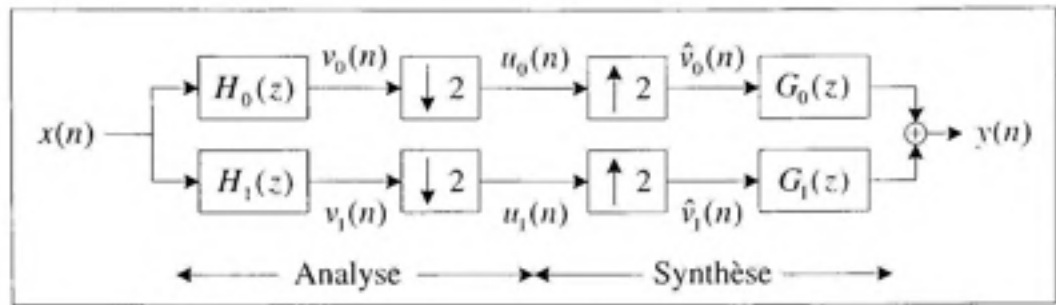 v₀(n) u₀(n) v̂₀(n)
H₀(z) ↓ 2 ↑ 2 G₀(z)
x(n) + y(n)
H₁(z) ↓ 2 ↑ 2 G₁(z)
v₁(n) u₁(n) v̂₁(n)
Analyse Synthèse